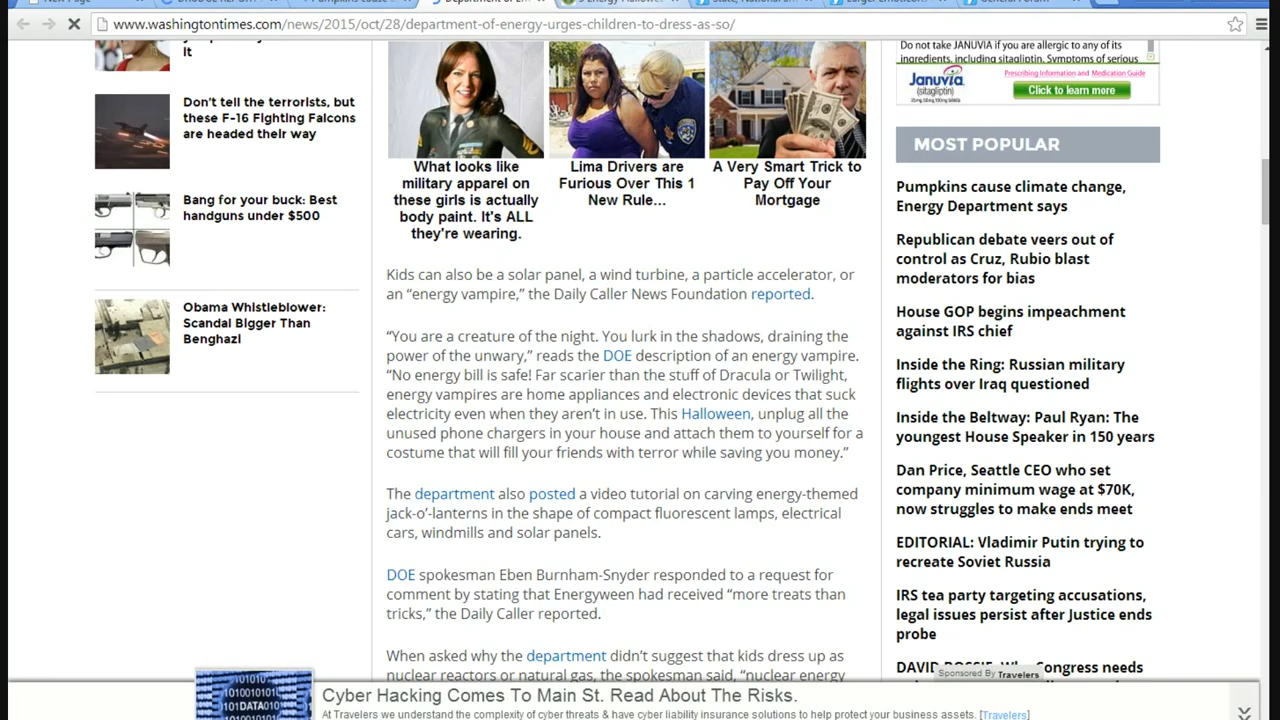 www.washingtontimes.com/news/2015/oct/28/department-of-energy-urges-children-to-dress-as-so/
It
Don't tell the terrorists, but
these F-16 Fighting Falcons
are headed their way
Bang for your buck: Best
handguns under $500
Obama Whistleblower:
Scandal Bigger Than
Benghazi
What looks like
military apparel on
these girls is actually
body paint. It's ALL
they're wearing.
Lima Drivers are
Furious Over This 1
New Rule...
A Very Smart Trick to
Pay Off Your
Mortgage
Kids can also be a solar panel, a wind turbine, a particle accelerator, or
an “energy vampire,” the Daily Caller News Foundation reported.
“You are a creature of the night. You lurk in the shadows, draining the
power of the unwary,” reads the DOE description of an energy vampire.
“No energy bill is safe! Far scarier than the stuff of Dracula or Twilight,
energy vampires are home appliances and electronic devices that suck
electricity even when they aren’t in use. This Halloween, unplug all the
unused phone chargers in your house and attach them to yourself for a
costume that will fill your friends with terror while saving you money.”
The department also posted a video tutorial on carving energy-themed
jack-o’-lanterns in the shape of compact fluorescent lamps, electrical
cars, windmills and solar panels.
DOE spokesman Eben Burnham-Snyder responded to a request for
comment by stating that Energyween had received “more treats than
tricks,” the Daily Caller reported.
When asked why the department didn’t suggest that kids dress up as
nuclear reactors or natural gas, the spokesman said, “nuclear energy
Do not take JANUVIA if you are allergic to any of its
ingredients, including sitagliptin. Symptoms of serious
Januvia
(sitagliptin)
Prescribing Information and Medication Guide
Click to learn more
MOST POPULAR
Pumpkins cause climate change,
Energy Department says
Republican debate veers out of
control as Cruz, Rubio blast
moderators for bias
House GOP begins impeachment
against IRS chief
Inside the Ring: Russian military
flights over Iraq questioned
Inside the Beltway: Paul Ryan: The
youngest House Speaker in 150 years
Dan Price, Seattle CEO who set
company minimum wage at $70K,
now struggles to make ends meet
EDITORIAL: Vladimir Putin trying to
recreate Soviet Russia
IRS tea party targeting accusations,
legal issues persist after Justice ends
probe
Congress needs
Sponsored By Travelers
Cyber Hacking Comes To Main St. Read About The Risks.
At Travelers we understand the complexity of cyber threats & have cyber liability insurance solutions to help protect your business assets. [Travelers]